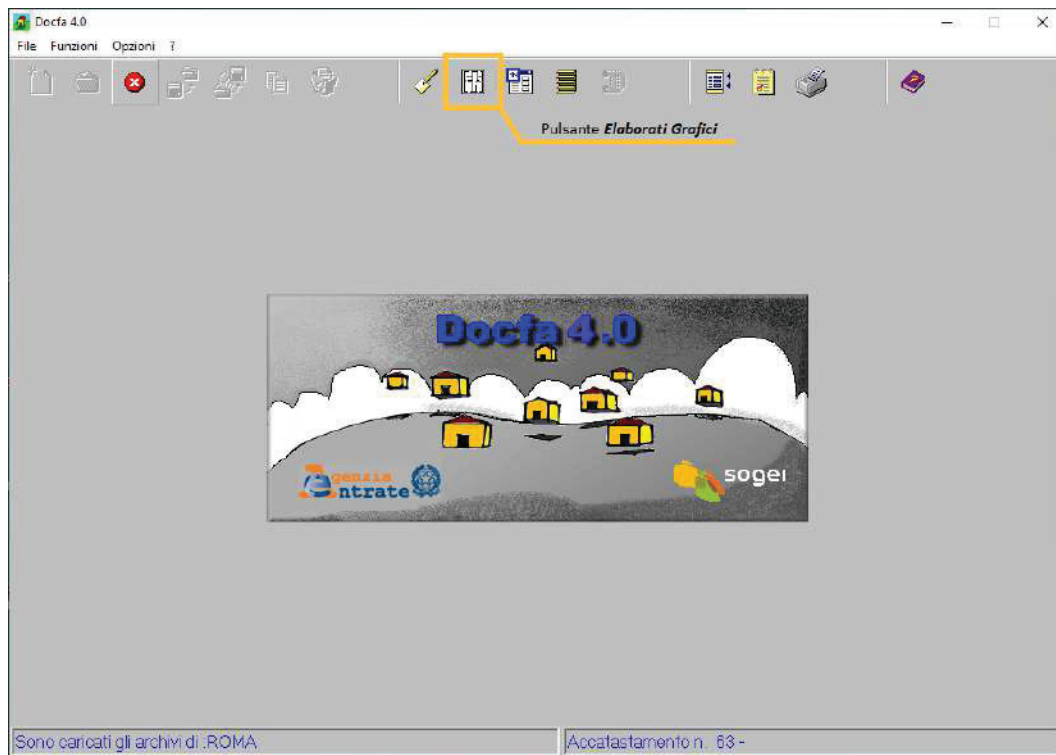 Docfa 4.0
File Funzioni Opzioni ?
Pulsante Elaborati Grafici
Docfa 4.0
genzia
ntrate
sogei
Sono caricati gli archivi di :ROMA
Accatastamento n. 63 -